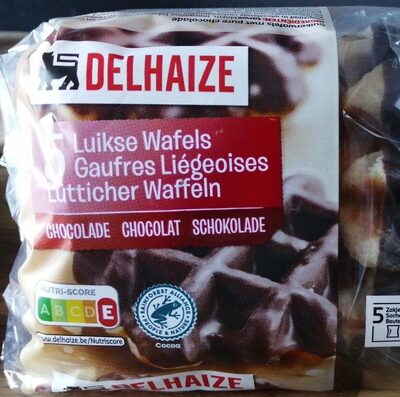 DELHAIZE
5 Luikse Wafels
Gaufres Liégeoises
Lütticher Waffeln
CHOCOLADE CHOCOLAT SCHOKOLADE
NUTRI-SCORE
A B C D E
www.delhaize.be/Nutriscore
RAINFOREST ALLIANCE
PEOPLE & NATURE
Cocoa
5
DELHAIZE